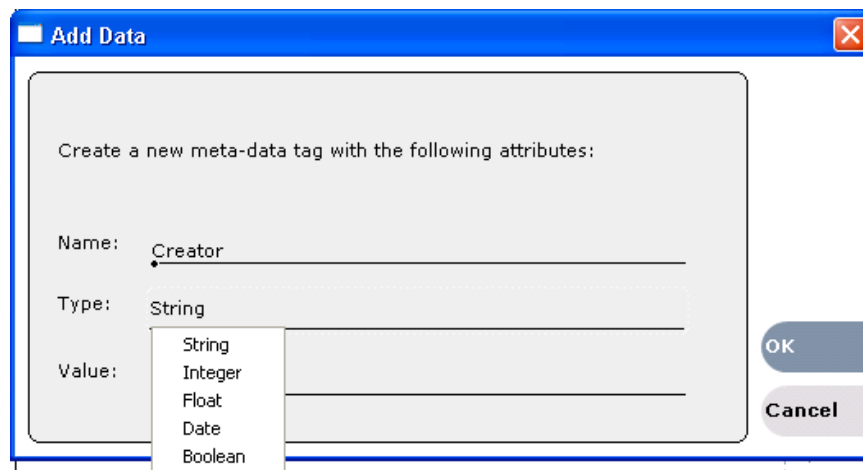 Add Data
Create a new meta-data tag with the following attributes:
Name: Creator
Type: String
String
Integer
Float
Date
Boolean
Value:
OK
Cancel